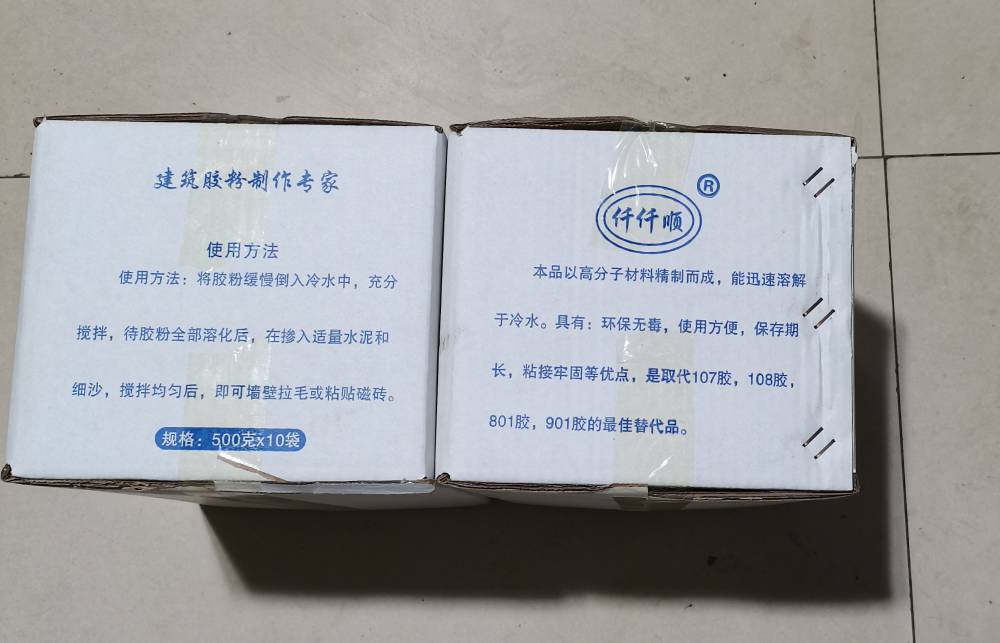 建筑胶粉制作专家
使用方法
使用方法：将胶粉缓慢倒入冷水中，充分
搅拌，待胶粉全部溶化后，在掺入适量水泥和
细沙，搅拌均匀后，即可墙壁拉毛或粘贴磁砖。
规格：500克x10袋
仟仟顺
®
本品以高分子材料精制而成，能迅速溶解
于冷水。具有：环保无毒，使用方便，保存期
长，粘接牢固等优点，是取代107胶，108胶，
801胶，901胶的最佳替代品。